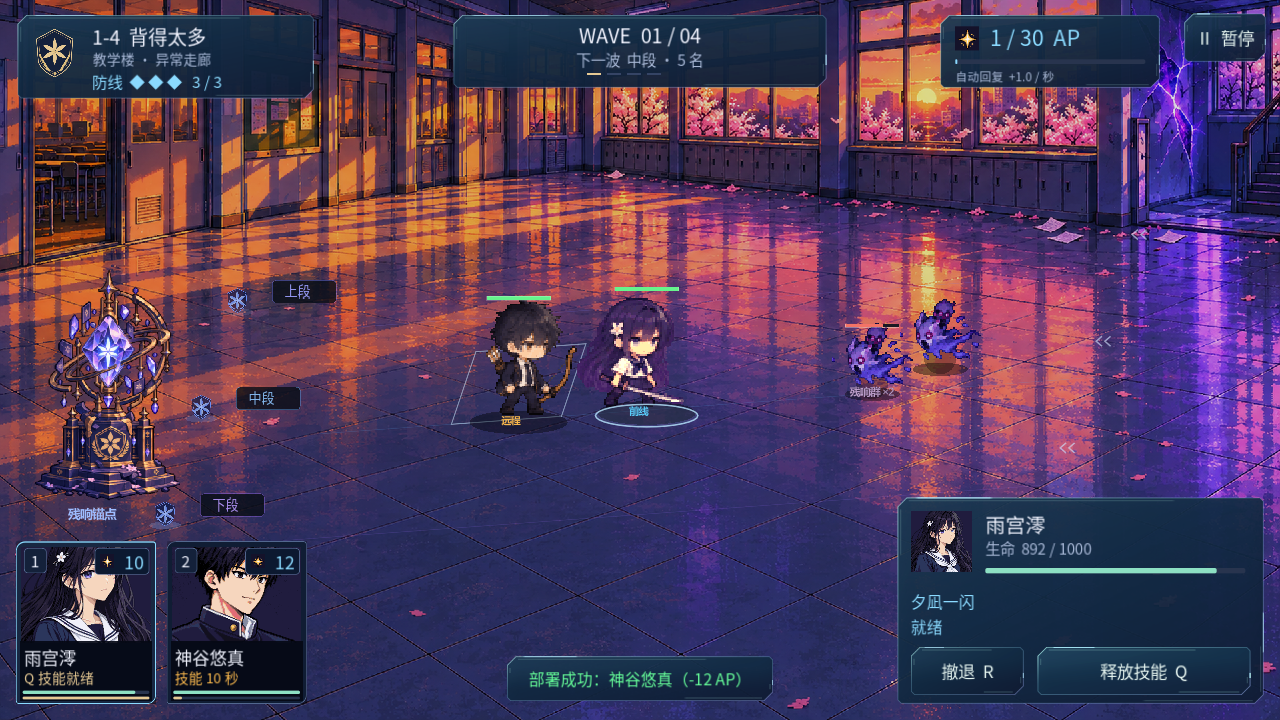 1-4 背得太多
教学楼 · 异常走廊
防线 3 / 3
WAVE 01 / 04
下一波 中段 · 5 名
1 / 30 AP
自动回复 +1.0 / 秒
暂停
上段
中段
下段
残响锚点
远程
前线
残响群 ×2
1
10
雨宫澪
Q 技能就绪
2
12
神谷悠真
技能 10 秒
部署成功：神谷悠真（-12 AP）
雨宫澪
生命 892 / 1000
夕凪一闪
就绪
撤退 R
释放技能 Q